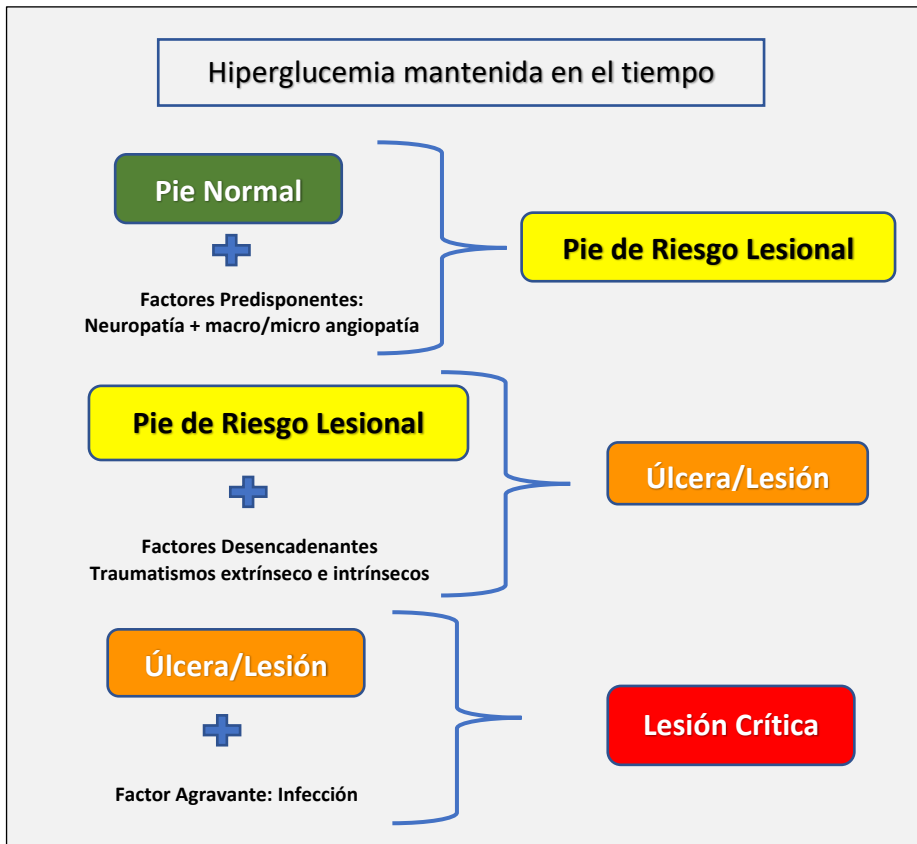 Hiperglucemia mantenida en el tiempo
Pie Normal
Factores Predisponentes:
Neuropatía + macro/micro angiopatía
Pie de Riesgo Lesional
Pie de Riesgo Lesional
Factores Desencadenantes
Traumatismos extrínseco e intrínsecos
Úlcera/Lesión
Úlcera/Lesión
Factor Agravante: Infección
Lesión Crítica